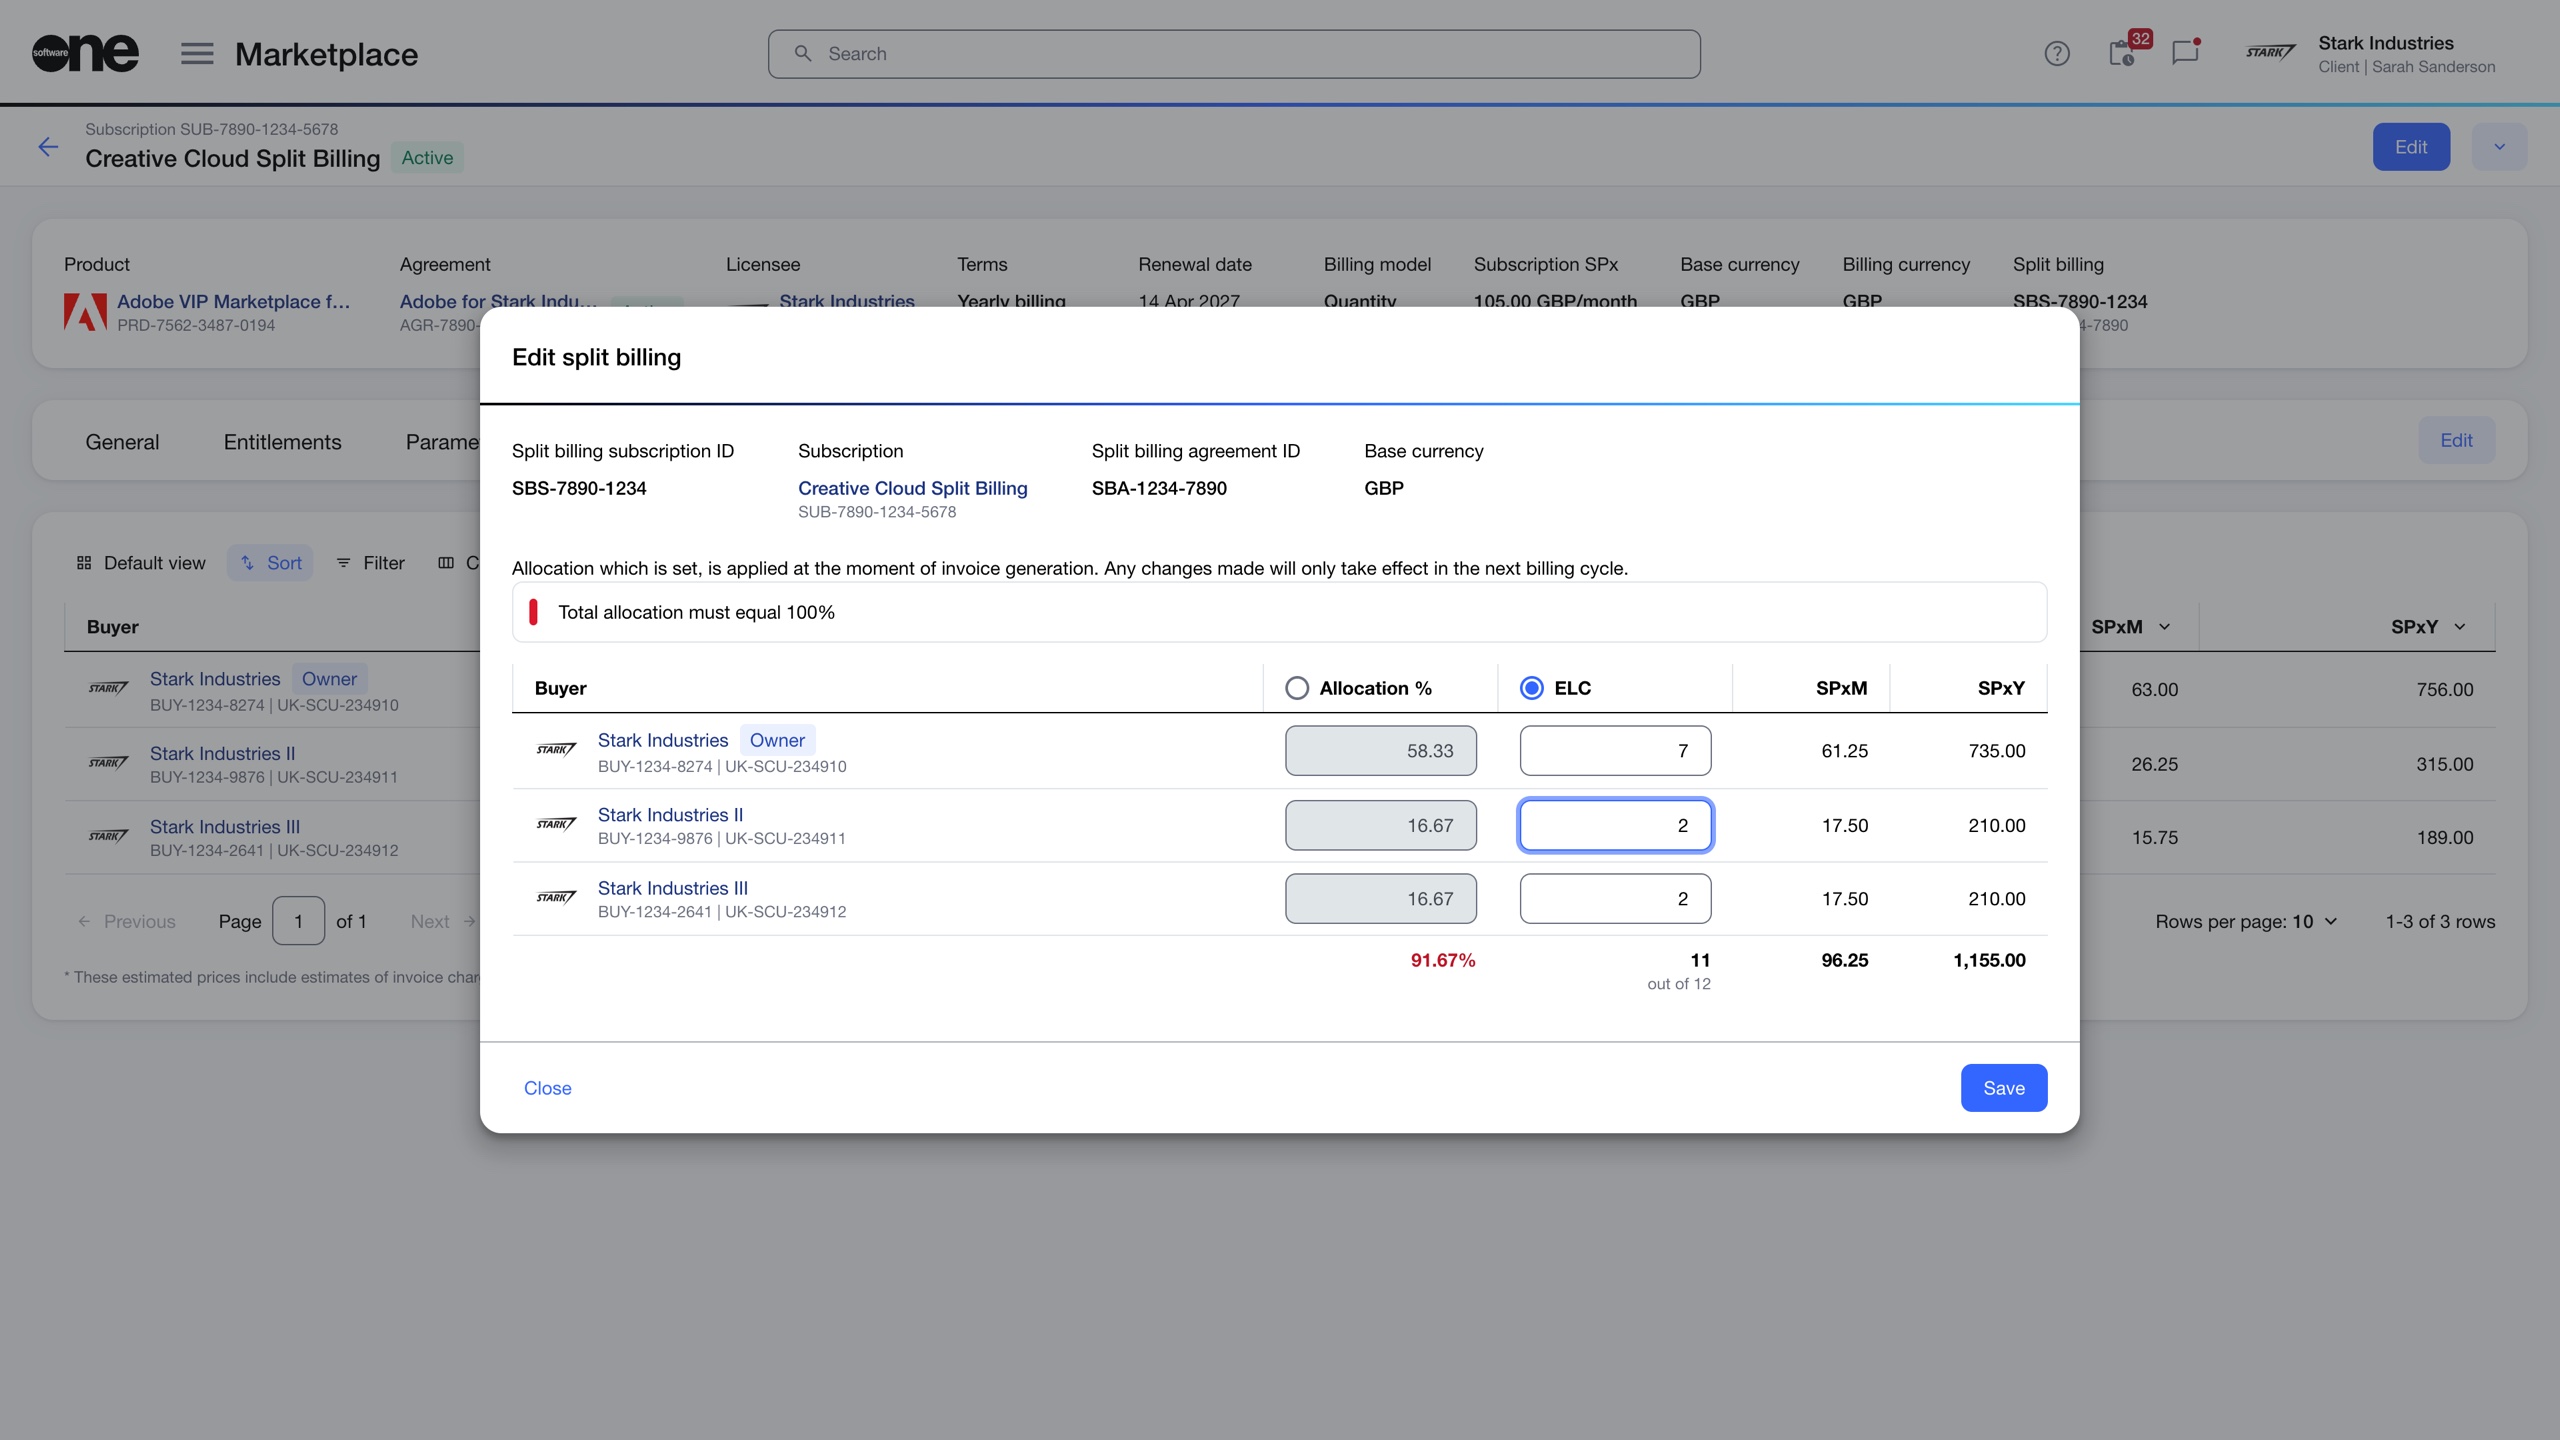 software one
Marketplace
Search
32
STARK
Stark Industries
Client | Sarah Sanderson
Subscription SUB-7890-1234-5678
Creative Cloud Split Billing
Active
Edit
Product
Agreement
Licensee
Terms
Renewal date
Billing model
Subscription SPx
Base currency
Billing currency
Split billing
Adobe VIP Marketplace f...
Adobe for Stark Indu...
Stark Industries
Yearly billing
14 Apr 2027
Quantity
105.00 GBP/month
GBP
GBP
SBS-7890-1234
PRD-7562-3487-0194
AGR-7890-
4-7890
General
Entitlements
Parame
Edit
Default view
Sort
Filter
C
Buyer
SPxM
SPxY
STARK
Stark Industries
Owner
BUY-1234-8274 | UK-SCU-234910
63.00
756.00
STARK
Stark Industries II
BUY-1234-9876 | UK-SCU-234911
26.25
315.00
STARK
Stark Industries III
BUY-1234-2641 | UK-SCU-234912
15.75
189.00
Previous
Page
1
of 1
Next
Rows per page: 10
1-3 of 3 rows
* These estimated prices include estimates of invoice char
Edit split billing
Split billing subscription ID
Subscription
Split billing agreement ID
Base currency
SBS-7890-1234
Creative Cloud Split Billing
SBA-1234-7890
GBP
SUB-7890-1234-5678
Allocation which is set, is applied at the moment of invoice generation. Any changes made will only take effect in the next billing cycle.
Total allocation must equal 100%
Buyer
Allocation %
ELC
SPxM
SPxY
STARK
Stark Industries
Owner
BUY-1234-8274 | UK-SCU-234910
58.33
7
61.25
735.00
STARK
Stark Industries II
BUY-1234-9876 | UK-SCU-234911
16.67
2
17.50
210.00
STARK
Stark Industries III
BUY-1234-2641 | UK-SCU-234912
16.67
2
17.50
210.00
91.67%
11
96.25
1,155.00
out of 12
Close
Save